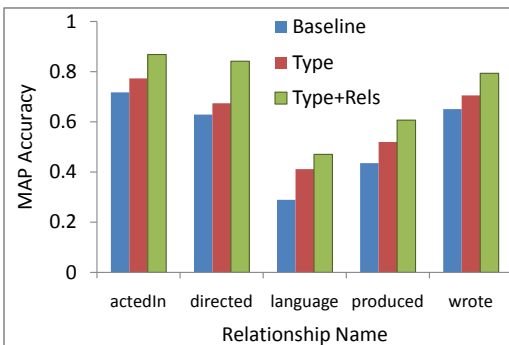 1
0.8
0.6
0.4
0.2
0
MAP Accuracy
Baseline
Type
Type+Rels
actedIn directed language produced wrote
Relationship Name